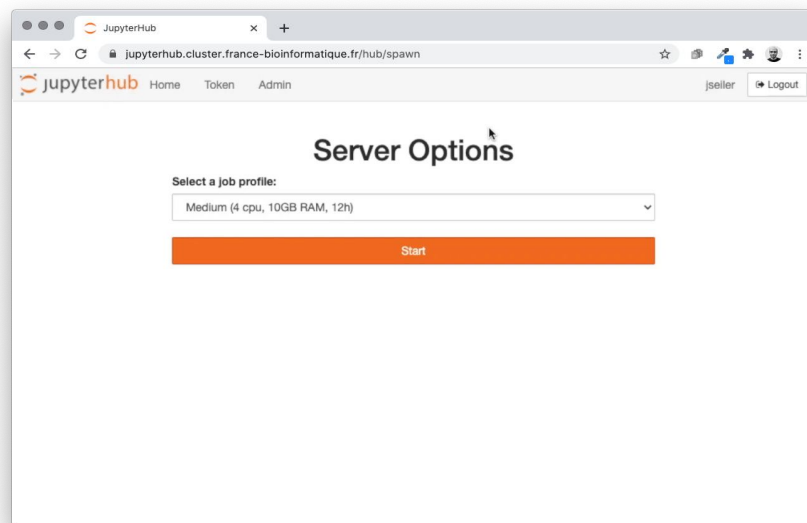 JupyterHub
jupyterhub.cluster.france-bioinformatique.fr/hub/spawn
jupyterhub Home Token Admin jseiler Logout
Server Options
Select a job profile:
Medium (4 cpu, 10GB RAM, 12h)
Start